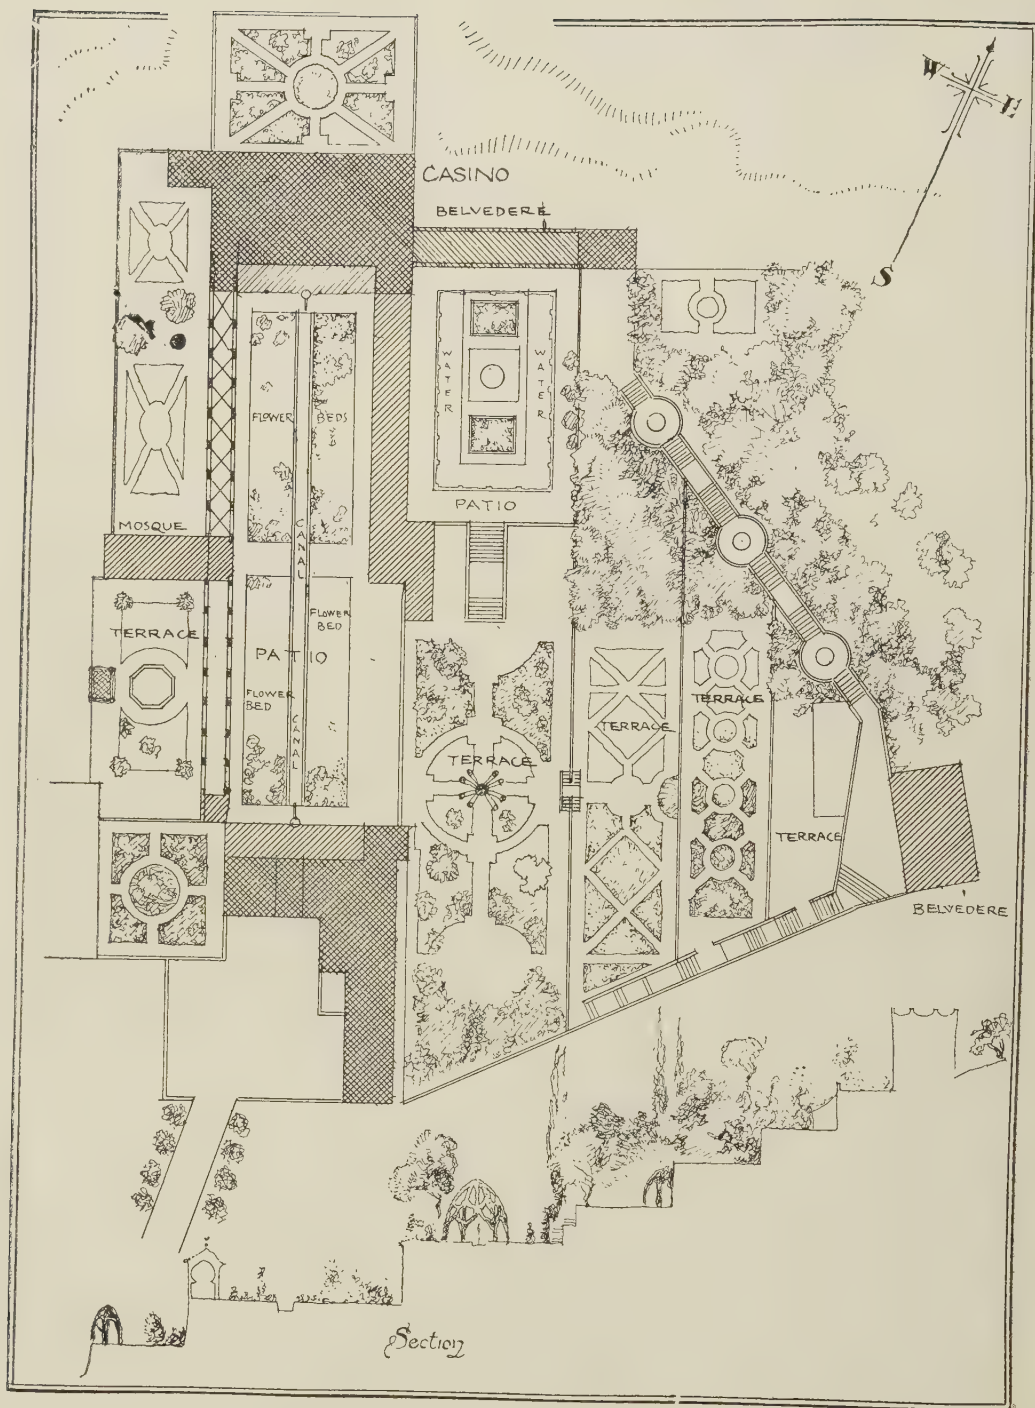 W
E
S
CASINO
BELVEDERE
WATER
WATER
FLOWER BEDS
PATIO
MOSQUE
CANAL
FLOWER
BED
TERRACE
PATIO
FLOWER
BED
CANAL
TERRACE
TERRACE
TERRACE
TERRACE
BELVEDERE
Section